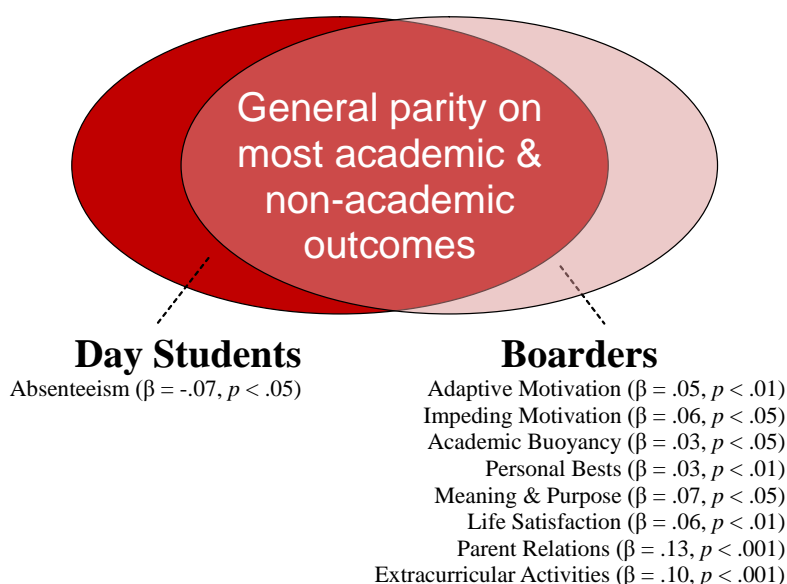 General parity on
most academic &
non-academic
outcomes
Day Students
Absenteeism (β = -.07, p < .05)
Boarders
Adaptive Motivation (β = .05, p < .01)
Impeding Motivation (β = .06, p < .05)
Academic Buoyancy (β = .03, p < .05)
Personal Bests (β = .03, p < .01)
Meaning & Purpose (β = .07, p < .05)
Life Satisfaction (β = .06, p < .01)
Parent Relations (β = .13, p < .001)
Extracurricular Activities (β = .10, p < .001)